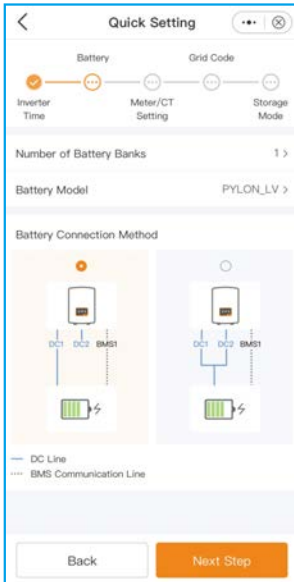 Quick Setting
Battery
Grid Code
Inverter Time
Meter/CT Setting
Storage Mode
Number of Battery Banks 1 >
Battery Model PYLON_LV >
Battery Connection Method
DC1 DC2 BMS1
DC1 DC2 BMS1
DC Line
BMS Communication Line
Back
Next Step